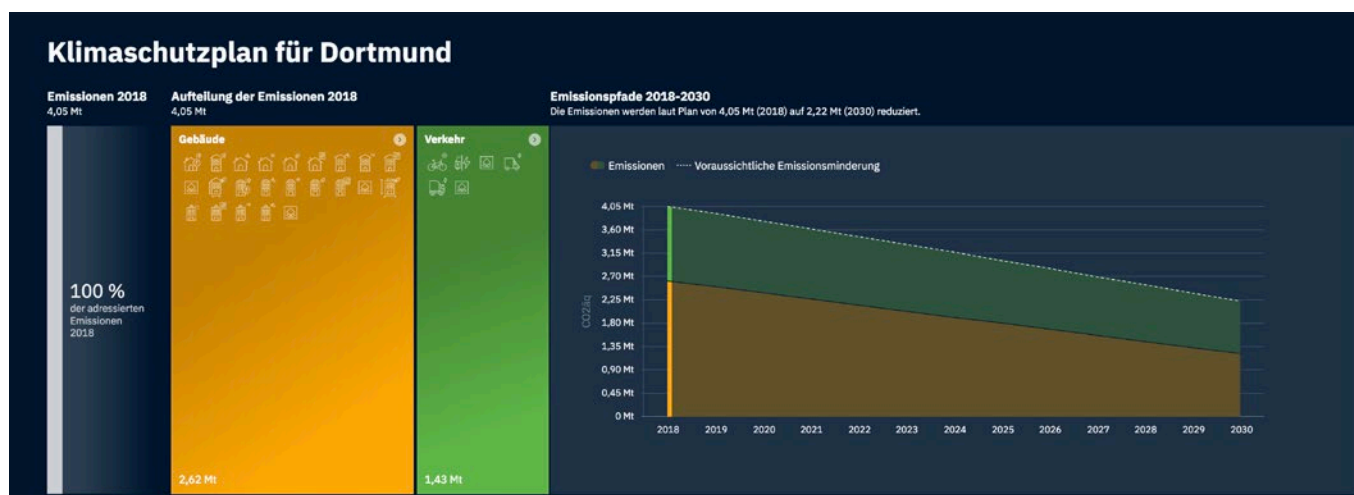 Klimaschutzplan für Dortmund
Emissionen 2018
4,05 Mt
Aufteilung der Emissionen 2018
4,05 Mt
Emissionspfade 2018-2030
Die Emissionen werden laut Plan von 4,05 Mt (2018) auf 2,22 Mt (2030) reduziert.
100 %
der adressierten
Emissionen
2018
Gebäude
2,62 Mt
Verkehr
1,43 Mt
Emissionen
Voraussichtliche Emissionsminderung
CO2äq
4,05 Mt
3,60 Mt
3,15 Mt
2,70 Mt
2,25 Mt
1,80 Mt
1,35 Mt
0,90 Mt
0,45 Mt
0 Mt
2018 2019 2020 2021 2022 2023 2024 2025 2026 2027 2028 2029 2030